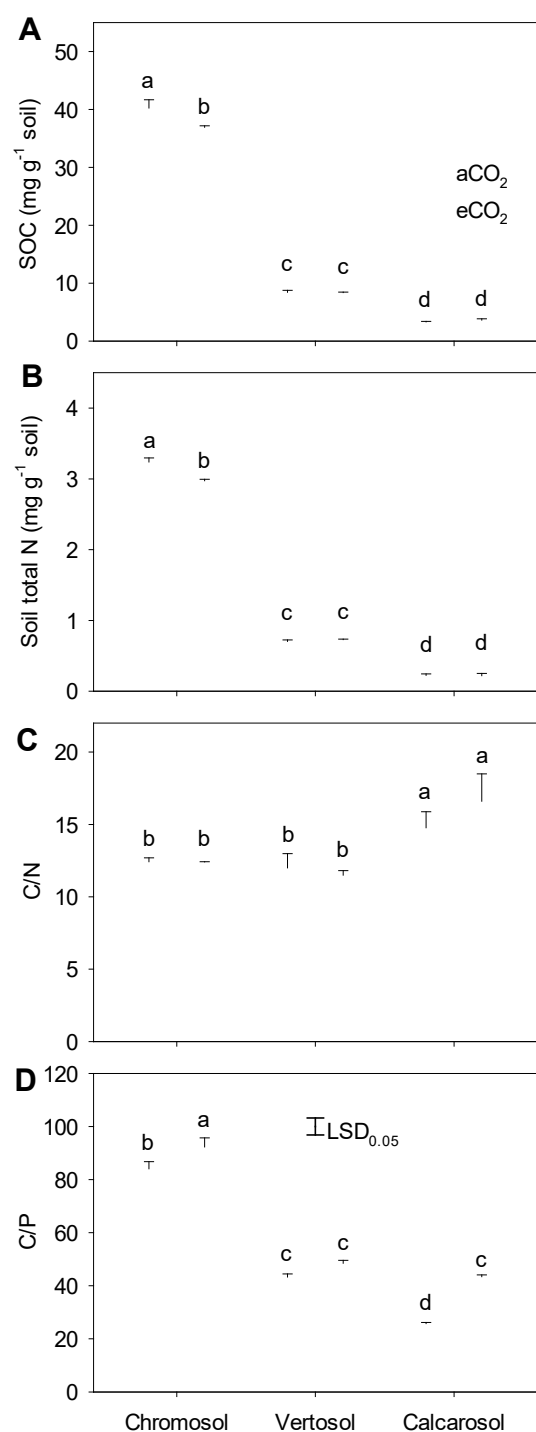 A
50
40
30
20
10
0
SOC (mg g⁻¹ soil)
a
b
c
c
d
d
aCO₂
eCO₂
B
4
3
2
1
0
Soil total N (mg g⁻¹ soil)
a
b
c
c
d
d
C
20
15
10
5
0
C/N
b
b
b
b
a
a
D
120
100
80
60
40
20
0
C/P
b
a
LSD₀.₀₅
c
c
d
c
Chromosol Vertosol Calcarosol